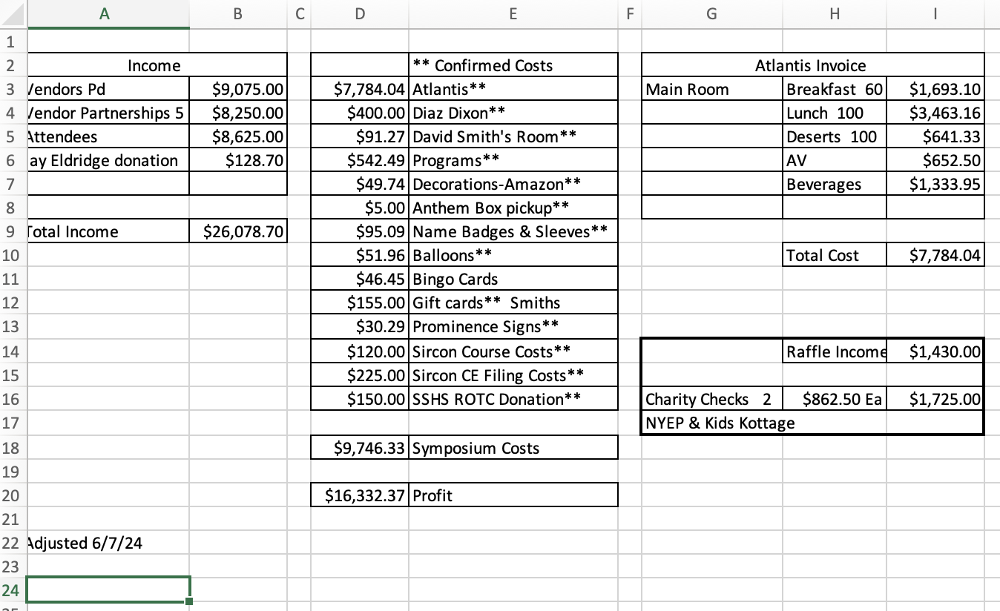 A B C D E F G H I
1
2 Income ** Confirmed Costs Atlantis Invoice
3 Vendors Pd $9,075.00 $7,784.04 Atlantis** Main Room Breakfast 60 $1,693.10
4 Vendor Partnerships 5 $8,250.00 $400.00 Diaz Dixon** Lunch 100 $3,463.16
5 Attendees $8,625.00 $91.27 David Smith's Room** Deserts 100 $641.33
6 ay Eldridge donation $128.70 $542.49 Programs** AV $652.50
7 $49.74 Decorations-Amazon** Beverages $1,333.95
8 $5.00 Anthem Box pickup**
9 Total Income $26,078.70 $95.09 Name Badges & Sleeves**
10 $51.96 Balloons** Total Cost $7,784.04
11 $46.45 Bingo Cards
12 $155.00 Gift cards** Smiths
13 $30.29 Prominence Signs**
14 $120.00 Sircon Course Costs** Raffle Income $1,430.00
15 $225.00 Sircon CE Filing Costs**
16 $150.00 SSHS ROTC Donation** Charity Checks 2 $862.50 Ea $1,725.00
17 NYEP & Kids Kottage
18 $9,746.33 Symposium Costs
19
20 $16,332.37 Profit
21
22 Adjusted 6/7/24
23
24